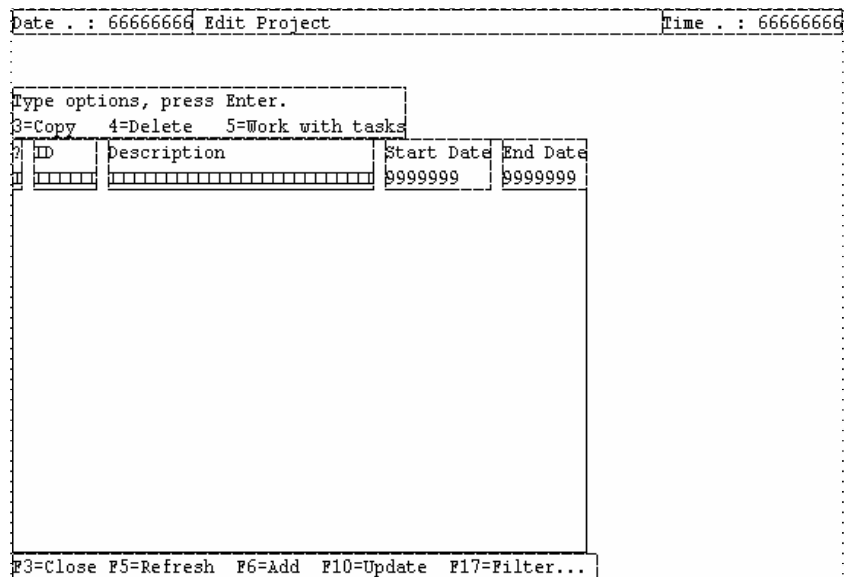 Date . : 66666666 Edit Project Time . : 66666666
Type options, press Enter.
3=Copy 4=Delete 5=Work with tasks
? ID Description Start Date End Date
9999999 9999999
F3=Close F5=Refresh F6=Add F10=Update F17=Filter...